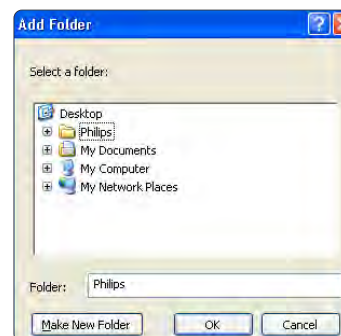 Add Folder
Select a folder:
Desktop
Philips
My Documents
My Computer
My Network Places
Folder: Philips
Make New Folder OK Cancel